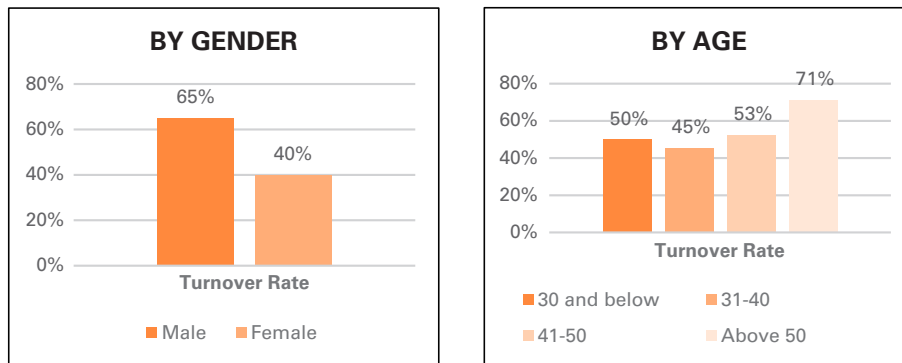 BY GENDER
80%
65%
60%
40%
40%
20%
0%
Turnover Rate
Male Female
BY AGE
80%
71%
60%
50% 45% 53%
40%
20%
0%
Turnover Rate
30 and below 31-40
41-50 Above 50